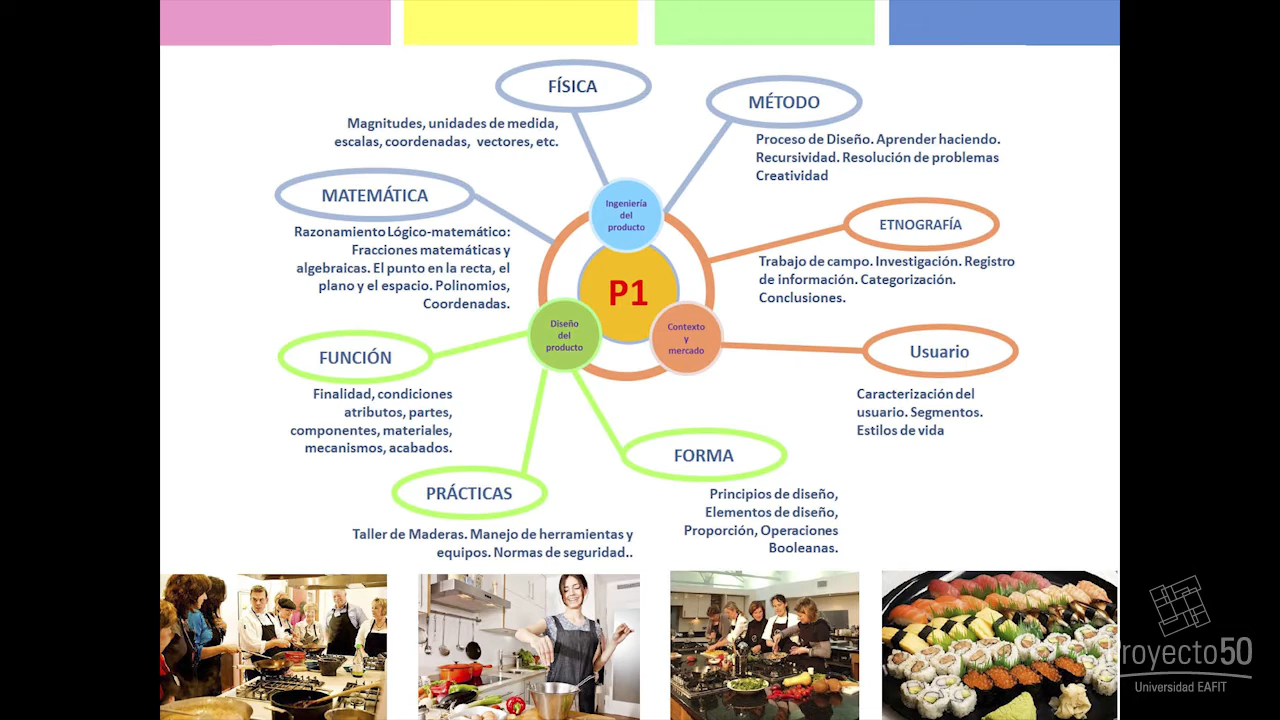 FÍSICA
Magnitudes, unidades de medida,
escalas, coordenadas, vectores, etc.
MÉTODO
Proceso de Diseño. Aprender haciendo.
Recursividad. Resolución de problemas
Creatividad
MATEMÁTICA
Razonamiento Lógico-matemático:
Fracciones matemáticas y
algebraicas. El punto en la recta, el
plano y el espacio. Polinomios,
Coordenadas.
Ingeniería
del
producto
ETNOGRAFÍA
Trabajo de campo. Investigación. Registro
de información. Categorización.
Conclusiones.
P1
Diseño
del
producto
Contexto
y
mercado
FUNCIÓN
Finalidad, condiciones
atributos, partes,
componentes, materiales,
mecanismos, acabados.
Usuario
Caracterización del
usuario. Segmentos.
Estilos de vida
PRÁCTICAS
Taller de Maderas. Manejo de herramientas y
equipos. Normas de seguridad..
FORMA
Principios de diseño,
Elementos de diseño,
Proporción, Operaciones
Booleanas.
Proyecto50
Universidad EAFIT